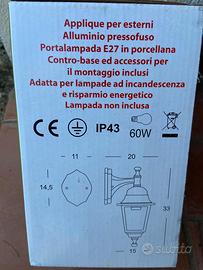 Applique per esterni
Alluminio pressofuso
Portalampada E27 in porcellana
Contro-base ed accessori per
il montaggio inclusi
Adatta per lampade ad incandescenza
e risparmio energetico
Lampada non inclusa
CE IP43 60W
11 20
14,5
33
15
subito